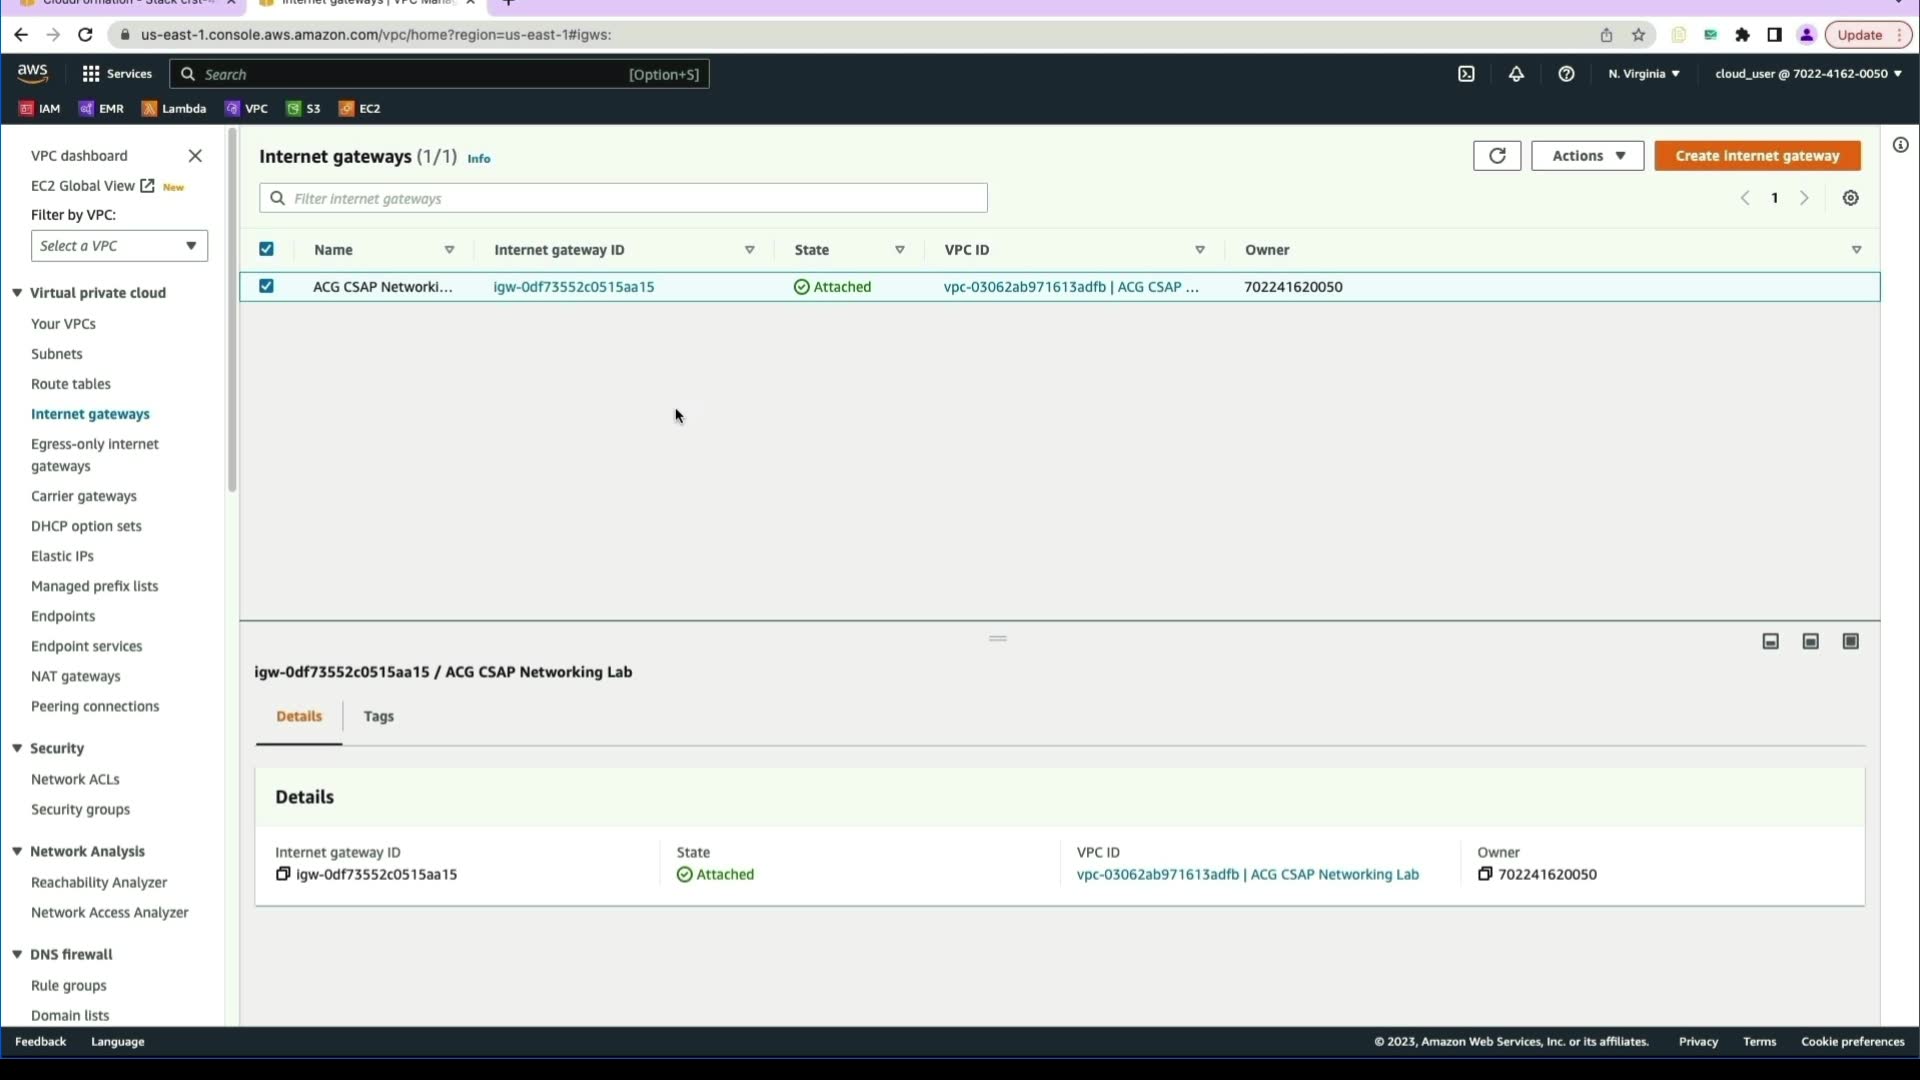 CloudFormation - Stack
Internet gateways | VPC Mana
us-east-1.console.aws.amazon.com/vpc/home?region=us-east-1#igws:
Update
aws
Services
Search
[Option+S]
N. Virginia
cloud_user @ 7022-4162-0050
IAM
EMR
Lambda
VPC
S3
EC2
VPC dashboard
EC2 Global View
New
Filter by VPC:
Select a VPC
Virtual private cloud
Your VPCs
Subnets
Route tables
Internet gateways
Egress-only internet
gateways
Carrier gateways
DHCP option sets
Elastic IPs
Managed prefix lists
Endpoints
Endpoint services
NAT gateways
Peering connections
Security
Network ACLs
Security groups
Network Analysis
Reachability Analyzer
Network Access Analyzer
DNS firewall
Rule groups
Domain lists
Internet gateways (1/1) Info
Actions
Create internet gateway
Filter internet gateways
1
Name
Internet gateway ID
State
VPC ID
Owner
ACG CSAP Networki...
igw-0df73552c0515aa15
Attached
vpc-03062ab971613adfb | ACG CSAP ...
702241620050
igw-0df73552c0515aa15 / ACG CSAP Networking Lab
Details
Tags
Details
Internet gateway ID
igw-0df73552c0515aa15
State
Attached
VPC ID
vpc-03062ab971613adfb | ACG CSAP Networking Lab
Owner
702241620050
Feedback
Language
© 2023, Amazon Web Services, Inc. or its affiliates.
Privacy
Terms
Cookie preferences